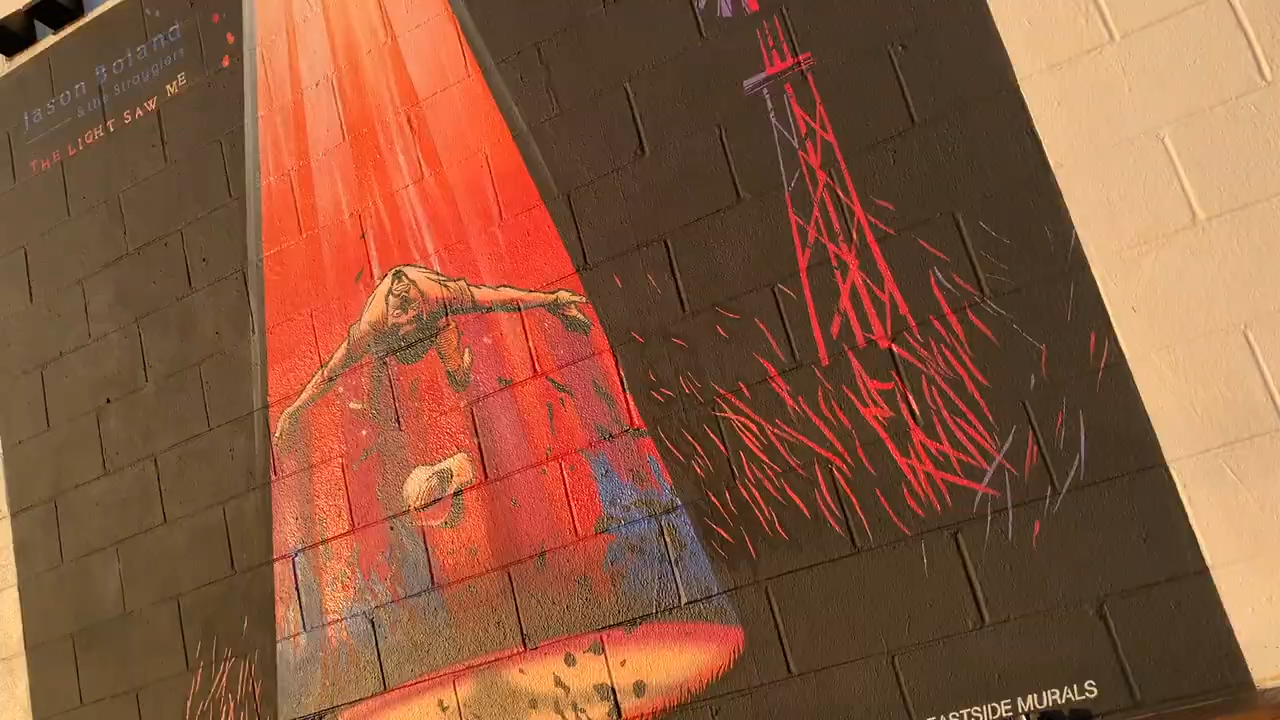 Jason Boland
& the Stragglers
THE LIGHT SAW ME
EASTSIDE MURALS